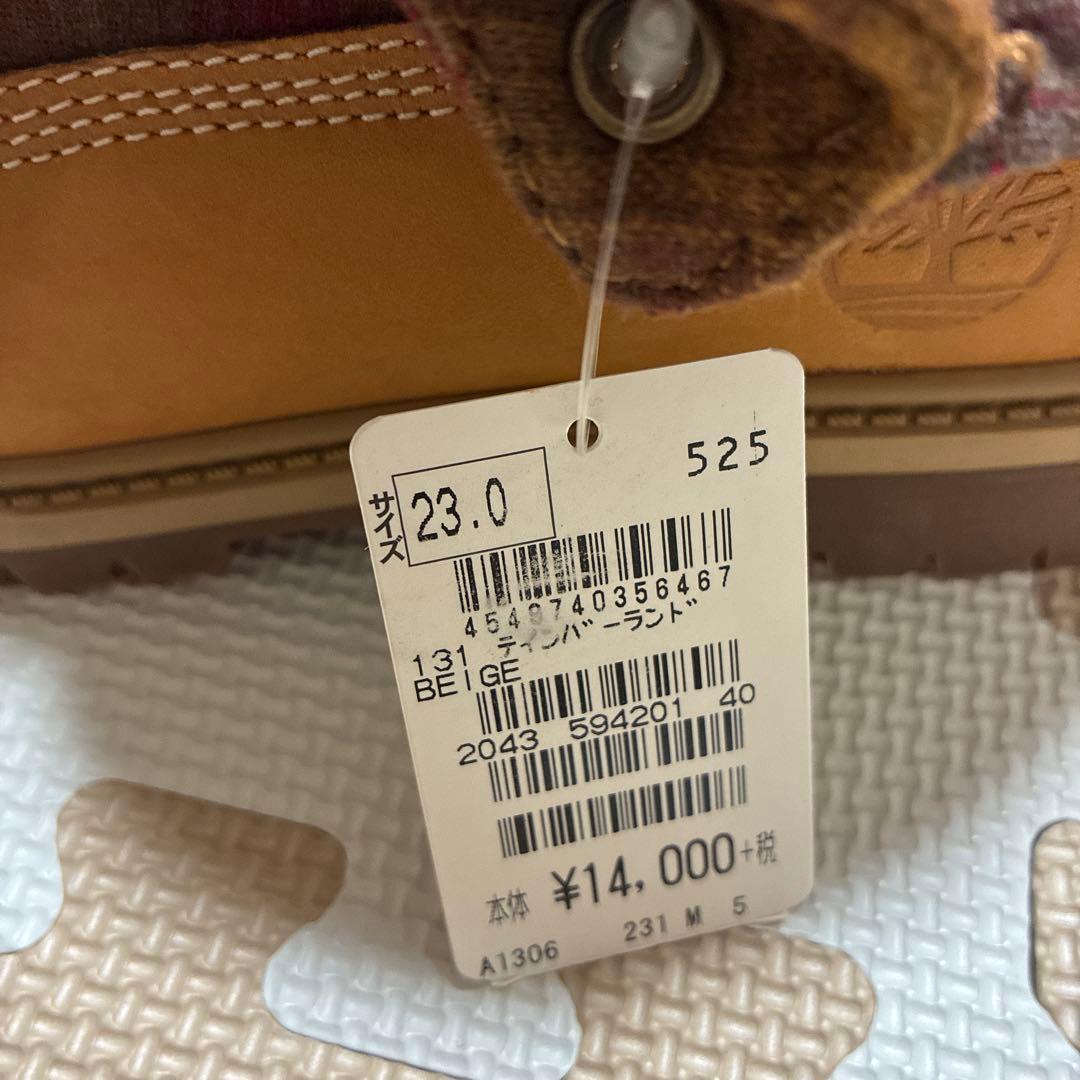 525
サイズ 23.0
4549740356467
131 ティンバーランド
BEIGE
2043 594201 40
本体 ¥14,000+税
A1306 231 M 5